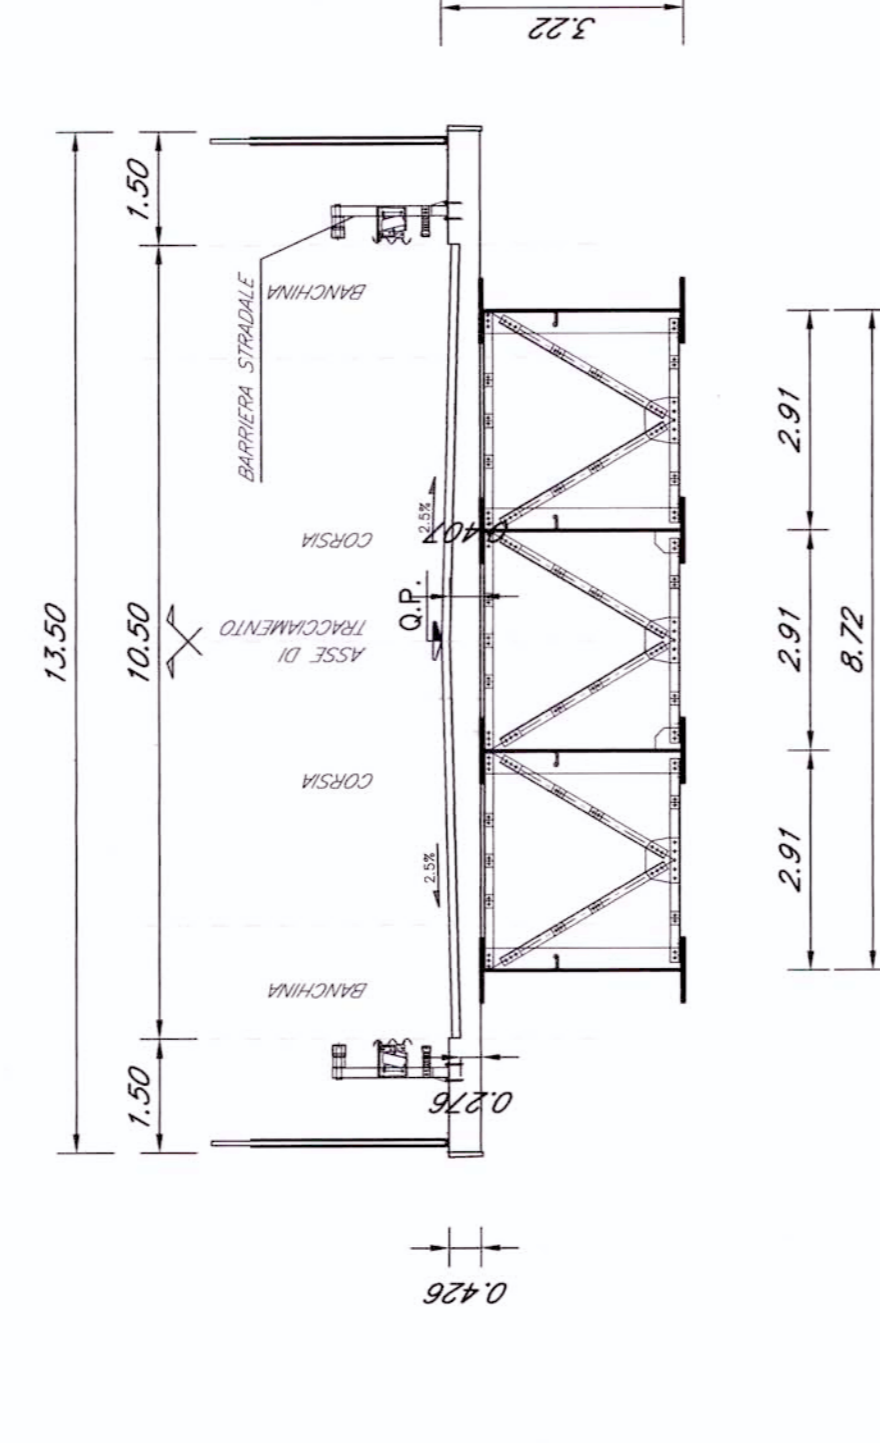 3.22
13.50
1.50
10.50
1.50
BARRIERA STRADALE
BANCHINA
CORSIA
ASSE DI
TRACCIAMENTO
CORSIA
BANCHINA
2.5%
Q.P.
0.407
2.5%
0.276
0.426
2.91
2.91
2.91
8.72